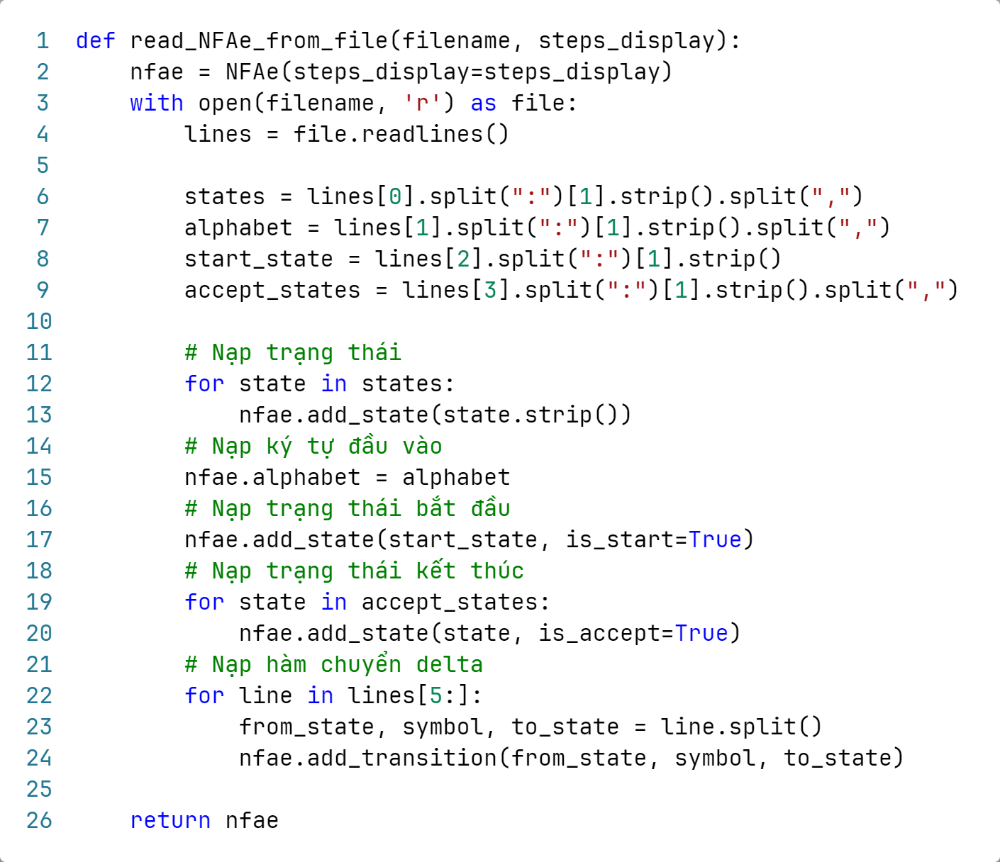 1 def read_NFAe_from_file(filename, steps_display):
2     nfae = NFAe(steps_display=steps_display)
3     with open(filename, 'r') as file:
4         lines = file.readlines()
5
6         states = lines[0].split(":")[1].strip().split(",")
7         alphabet = lines[1].split(":")[1].strip().split(",")
8         start_state = lines[2].split(":")[1].strip()
9         accept_states = lines[3].split(":")[1].strip().split(",")
10
11         # Nạp trạng thái
12         for state in states:
13             nfae.add_state(state.strip())
14         # Nạp ký tự đầu vào
15         nfae.alphabet = alphabet
16         # Nạp trạng thái bắt đầu
17         nfae.add_state(start_state, is_start=True)
18         # Nạp trạng thái kết thúc
19         for state in accept_states:
20             nfae.add_state(state, is_accept=True)
21         # Nạp hàm chuyển delta
22         for line in lines[5:]:
23             from_state, symbol, to_state = line.split()
24             nfae.add_transition(from_state, symbol, to_state)
25
26     return nfae